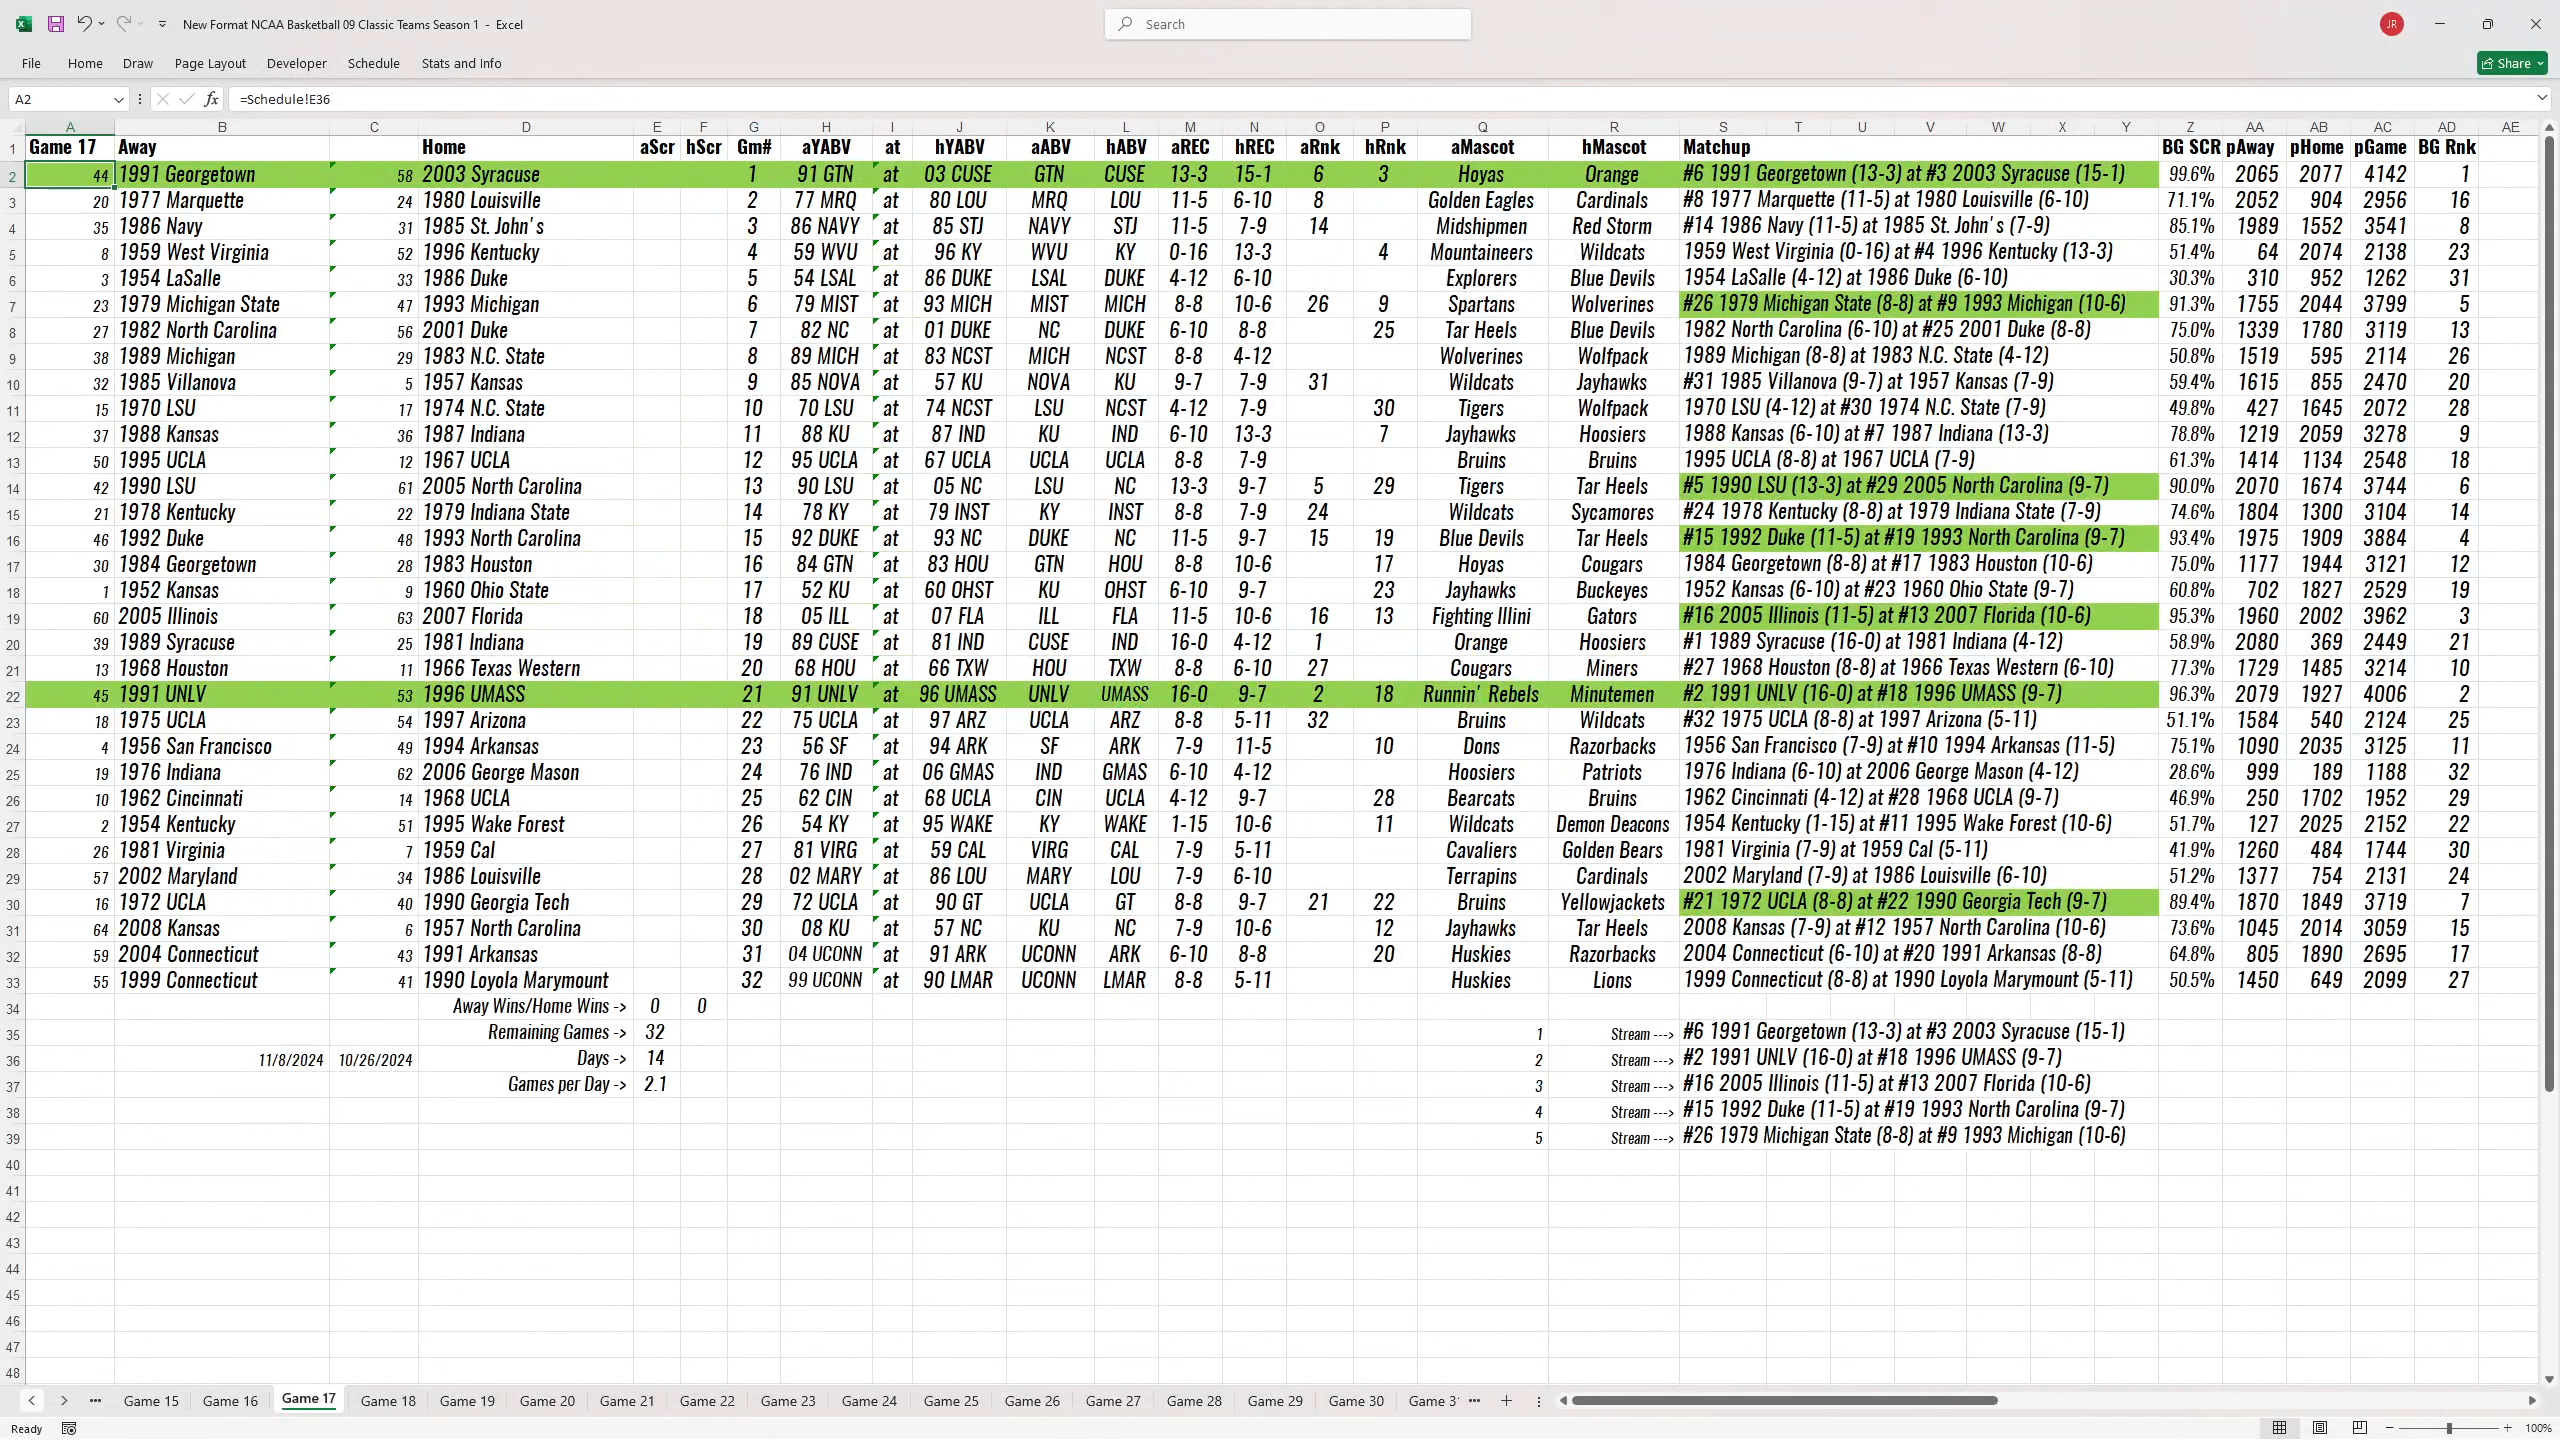 New Format NCAA Basketball 09 Classic Teams Season 1 - Excel
Search
JR
File Home Draw Page Layout Developer Schedule Stats and Info
Share
A2 fx =Schedule!E36
A B C D E F G H I J K L M N O P Q R S T U V W X Y Z AA AB AC AD AE
1 Game 17 Away Home aScr hScr Gm# aYABV at hYABV aABV hABV aREC hREC aRnk hRnk aMascot hMascot Matchup BG SCR pAway pHome pGame BG Rnk
2 44 1991 Georgetown 58 2003 Syracuse 1 91 GTN at 03 CUSE GTN CUSE 13-3 15-1 6 3 Hoyas Orange #6 1991 Georgetown (13-3) at #3 2003 Syracuse (15-1) 99.6% 2065 2077 4142 1
3 20 1977 Marquette 24 1980 Louisville 2 77 MRQ at 80 LOU MRQ LOU 11-5 6-10 8 Golden Eagles Cardinals #8 1977 Marquette (11-5) at 1980 Louisville (6-10) 71.1% 2052 904 2956 16
4 35 1986 Navy 31 1985 St. John's 3 86 NAVY at 85 STJ NAVY STJ 11-5 7-9 14 Midshipmen Red Storm #14 1986 Navy (11-5) at 1985 St. John's (7-9) 85.1% 1989 1552 3541 8
5 8 1959 West Virginia 52 1996 Kentucky 4 59 WVU at 96 KY WVU KY 0-16 13-3 4 Mountaineers Wildcats 1959 West Virginia (0-16) at #4 1996 Kentucky (13-3) 51.4% 64 2074 2138 23
6 3 1954 LaSalle 33 1986 Duke 5 54 LSAL at 86 DUKE LSAL DUKE 4-12 6-10 Explorers Blue Devils 1954 LaSalle (4-12) at 1986 Duke (6-10) 30.3% 310 952 1262 31
7 23 1979 Michigan State 47 1993 Michigan 6 79 MIST at 93 MICH MIST MICH 8-8 10-6 26 9 Spartans Wolverines #26 1979 Michigan State (8-8) at #9 1993 Michigan (10-6) 91.3% 1755 2044 3799 5
8 27 1982 North Carolina 56 2001 Duke 7 82 NC at 01 DUKE NC DUKE 6-10 8-8 25 Tar Heels Blue Devils 1982 North Carolina (6-10) at #25 2001 Duke (8-8) 75.0% 1339 1780 3119 13
9 38 1989 Michigan 29 1983 N.C. State 8 89 MICH at 83 NCST MICH NCST 8-8 4-12 Wolverines Wolfpack 1989 Michigan (8-8) at 1983 N.C. State (4-12) 50.8% 1519 595 2114 26
10 32 1985 Villanova 5 1957 Kansas 9 85 NOVA at 57 KU NOVA KU 9-7 7-9 31 Wildcats Jayhawks #31 1985 Villanova (9-7) at 1957 Kansas (7-9) 59.4% 1615 855 2470 20
11 15 1970 LSU 17 1974 N.C. State 10 70 LSU at 74 NCST LSU NCST 4-12 7-9 30 Tigers Wolfpack 1970 LSU (4-12) at #30 1974 N.C. State (7-9) 49.8% 427 1645 2072 28
12 37 1988 Kansas 36 1987 Indiana 11 88 KU at 87 IND KU IND 6-10 13-3 7 Jayhawks Hoosiers 1988 Kansas (6-10) at #7 1987 Indiana (13-3) 78.8% 1219 2059 3278 9
13 50 1995 UCLA 12 1967 UCLA 12 95 UCLA at 67 UCLA UCLA UCLA 8-8 7-9 Bruins Bruins 1995 UCLA (8-8) at 1967 UCLA (7-9) 61.3% 1414 1134 2548 18
14 42 1990 LSU 61 2005 North Carolina 13 90 LSU at 05 NC LSU NC 13-3 9-7 5 29 Tigers Tar Heels #5 1990 LSU (13-3) at #29 2005 North Carolina (9-7) 90.0% 2070 1674 3744 6
15 21 1978 Kentucky 22 1979 Indiana State 14 78 KY at 79 INST KY INST 8-8 7-9 24 Wildcats Sycamores #24 1978 Kentucky (8-8) at 1979 Indiana State (7-9) 74.6% 1804 1300 3104 14
16 46 1992 Duke 48 1993 North Carolina 15 92 DUKE at 93 NC DUKE NC 11-5 9-7 15 19 Blue Devils Tar Heels #15 1992 Duke (11-5) at #19 1993 North Carolina (9-7) 93.4% 1975 1909 3884 4
17 30 1984 Georgetown 28 1983 Houston 16 84 GTN at 83 HOU GTN HOU 8-8 10-6 17 Hoyas Cougars 1984 Georgetown (8-8) at #17 1983 Houston (10-6) 75.0% 1177 1944 3121 12
18 1 1952 Kansas 9 1960 Ohio State 17 52 KU at 60 OHST KU OHST 6-10 9-7 23 Jayhawks Buckeyes 1952 Kansas (6-10) at #23 1960 Ohio State (9-7) 60.8% 702 1827 2529 19
19 60 2005 Illinois 63 2007 Florida 18 05 ILL at 07 FLA ILL FLA 11-5 10-6 16 13 Fighting Illini Gators #16 2005 Illinois (11-5) at #13 2007 Florida (10-6) 95.3% 1960 2002 3962 3
20 39 1989 Syracuse 25 1981 Indiana 19 89 CUSE at 81 IND CUSE IND 16-0 4-12 1 Orange Hoosiers #1 1989 Syracuse (16-0) at 1981 Indiana (4-12) 58.9% 2080 369 2449 21
21 13 1968 Houston 11 1966 Texas Western 20 68 HOU at 66 TXW HOU TXW 8-8 6-10 27 Cougars Miners #27 1968 Houston (8-8) at 1966 Texas Western (6-10) 77.3% 1729 1485 3214 10
22 45 1991 UNLV 53 1996 UMASS 21 91 UNLV at 96 UMASS UNLV UMASS 16-0 9-7 2 18 Runnin' Rebels Minutemen #2 1991 UNLV (16-0) at #18 1996 UMASS (9-7) 96.3% 2079 1927 4006 2
23 18 1975 UCLA 54 1997 Arizona 22 75 UCLA at 97 ARZ UCLA ARZ 8-8 5-11 32 Bruins Wildcats #32 1975 UCLA (8-8) at 1997 Arizona (5-11) 51.1% 1584 540 2124 25
24 4 1956 San Francisco 49 1994 Arkansas 23 56 SF at 94 ARK SF ARK 7-9 11-5 10 Dons Razorbacks 1956 San Francisco (7-9) at #10 1994 Arkansas (11-5) 75.1% 1090 2035 3125 11
25 19 1976 Indiana 62 2006 George Mason 24 76 IND at 06 GMAS IND GMAS 6-10 4-12 Hoosiers Patriots 1976 Indiana (6-10) at 2006 George Mason (4-12) 28.6% 999 189 1188 32
26 10 1962 Cincinnati 14 1968 UCLA 25 62 CIN at 68 UCLA CIN UCLA 4-12 9-7 28 Bearcats Bruins 1962 Cincinnati (4-12) at #28 1968 UCLA (9-7) 46.9% 250 1702 1952 29
27 2 1954 Kentucky 51 1995 Wake Forest 26 54 KY at 95 WAKE KY WAKE 1-15 10-6 11 Wildcats Demon Deacons 1954 Kentucky (1-15) at #11 1995 Wake Forest (10-6) 51.7% 127 2025 2152 22
28 26 1981 Virginia 7 1959 Cal 27 81 VIRG at 59 CAL VIRG CAL 7-9 5-11 Cavaliers Golden Bears 1981 Virginia (7-9) at 1959 Cal (5-11) 41.9% 1260 484 1744 30
29 57 2002 Maryland 34 1986 Louisville 28 02 MARY at 86 LOU MARY LOU 7-9 6-10 Terrapins Cardinals 2002 Maryland (7-9) at 1986 Louisville (6-10) 51.2% 1377 754 2131 24
30 16 1972 UCLA 40 1990 Georgia Tech 29 72 UCLA at 90 GT UCLA GT 8-8 9-7 21 22 Bruins Yellowjackets #21 1972 UCLA (8-8) at #22 1990 Georgia Tech (9-7) 89.4% 1870 1849 3719 7
31 64 2008 Kansas 6 1957 North Carolina 30 08 KU at 57 NC KU NC 7-9 10-6 12 Jayhawks Tar Heels 2008 Kansas (7-9) at #12 1957 North Carolina (10-6) 73.6% 1045 2014 3059 15
32 59 2004 Connecticut 43 1991 Arkansas 31 04 UCONN at 91 ARK UCONN ARK 6-10 8-8 20 Huskies Razorbacks 2004 Connecticut (6-10) at #20 1991 Arkansas (8-8) 64.8% 805 1890 2695 17
33 55 1999 Connecticut 41 1990 Loyola Marymount 32 99 UCONN at 90 LMAR UCONN LMAR 8-8 5-11 Huskies Lions 1999 Connecticut (8-8) at 1990 Loyola Marymount (5-11) 50.5% 1450 649 2099 27
34 Away Wins/Home Wins -> 0 0
35 Remaining Games -> 32 1 Stream ---> #6 1991 Georgetown (13-3) at #3 2003 Syracuse (15-1)
36 11/8/2024 10/26/2024 Days -> 14 2 Stream ---> #2 1991 UNLV (16-0) at #18 1996 UMASS (9-7)
37 Games per Day -> 2.1 3 Stream ---> #16 2005 Illinois (11-5) at #13 2007 Florida (10-6)
38 4 Stream ---> #15 1992 Duke (11-5) at #19 1993 North Carolina (9-7)
39 5 Stream ---> #26 1979 Michigan State (8-8) at #9 1993 Michigan (10-6)
40
41
42
43
44
45
46
47
48
Game 15 Game 16 Game 17 Game 18 Game 19 Game 20 Game 21 Game 22 Game 23 Game 24 Game 25 Game 26 Game 27 Game 28 Game 29 Game 30 Game 3
Ready 100%